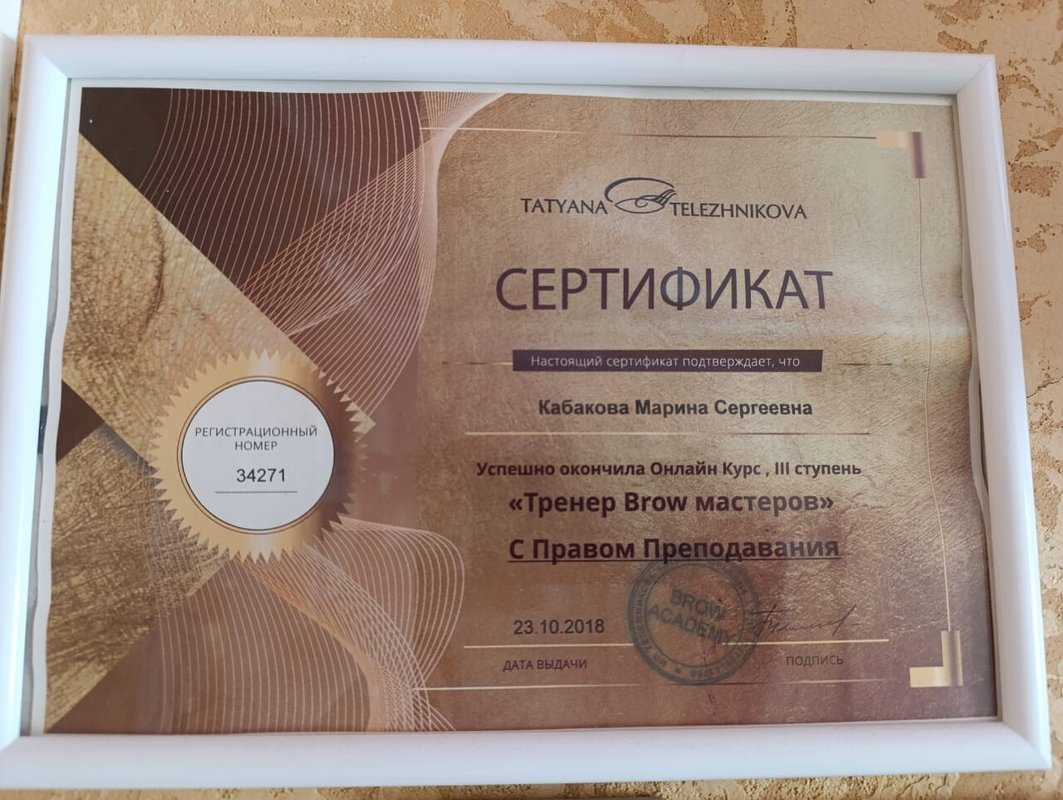 TATYANA TELEZHNIKOVA
СЕРТИФИКАТ
Настоящий сертификат подтверждает, что
Кабакова Марина Сергеевна
Успешно окончила Онлайн Курс , III ступень
«Тренер Brow мастеров»
С Правом Преподавания
РЕГИСТРАЦИОННЫЙ
НОМЕР
34271
BROW
ACADEMY
23.10.2018
ДАТА ВЫДАЧИ
ПОДПИСЬ